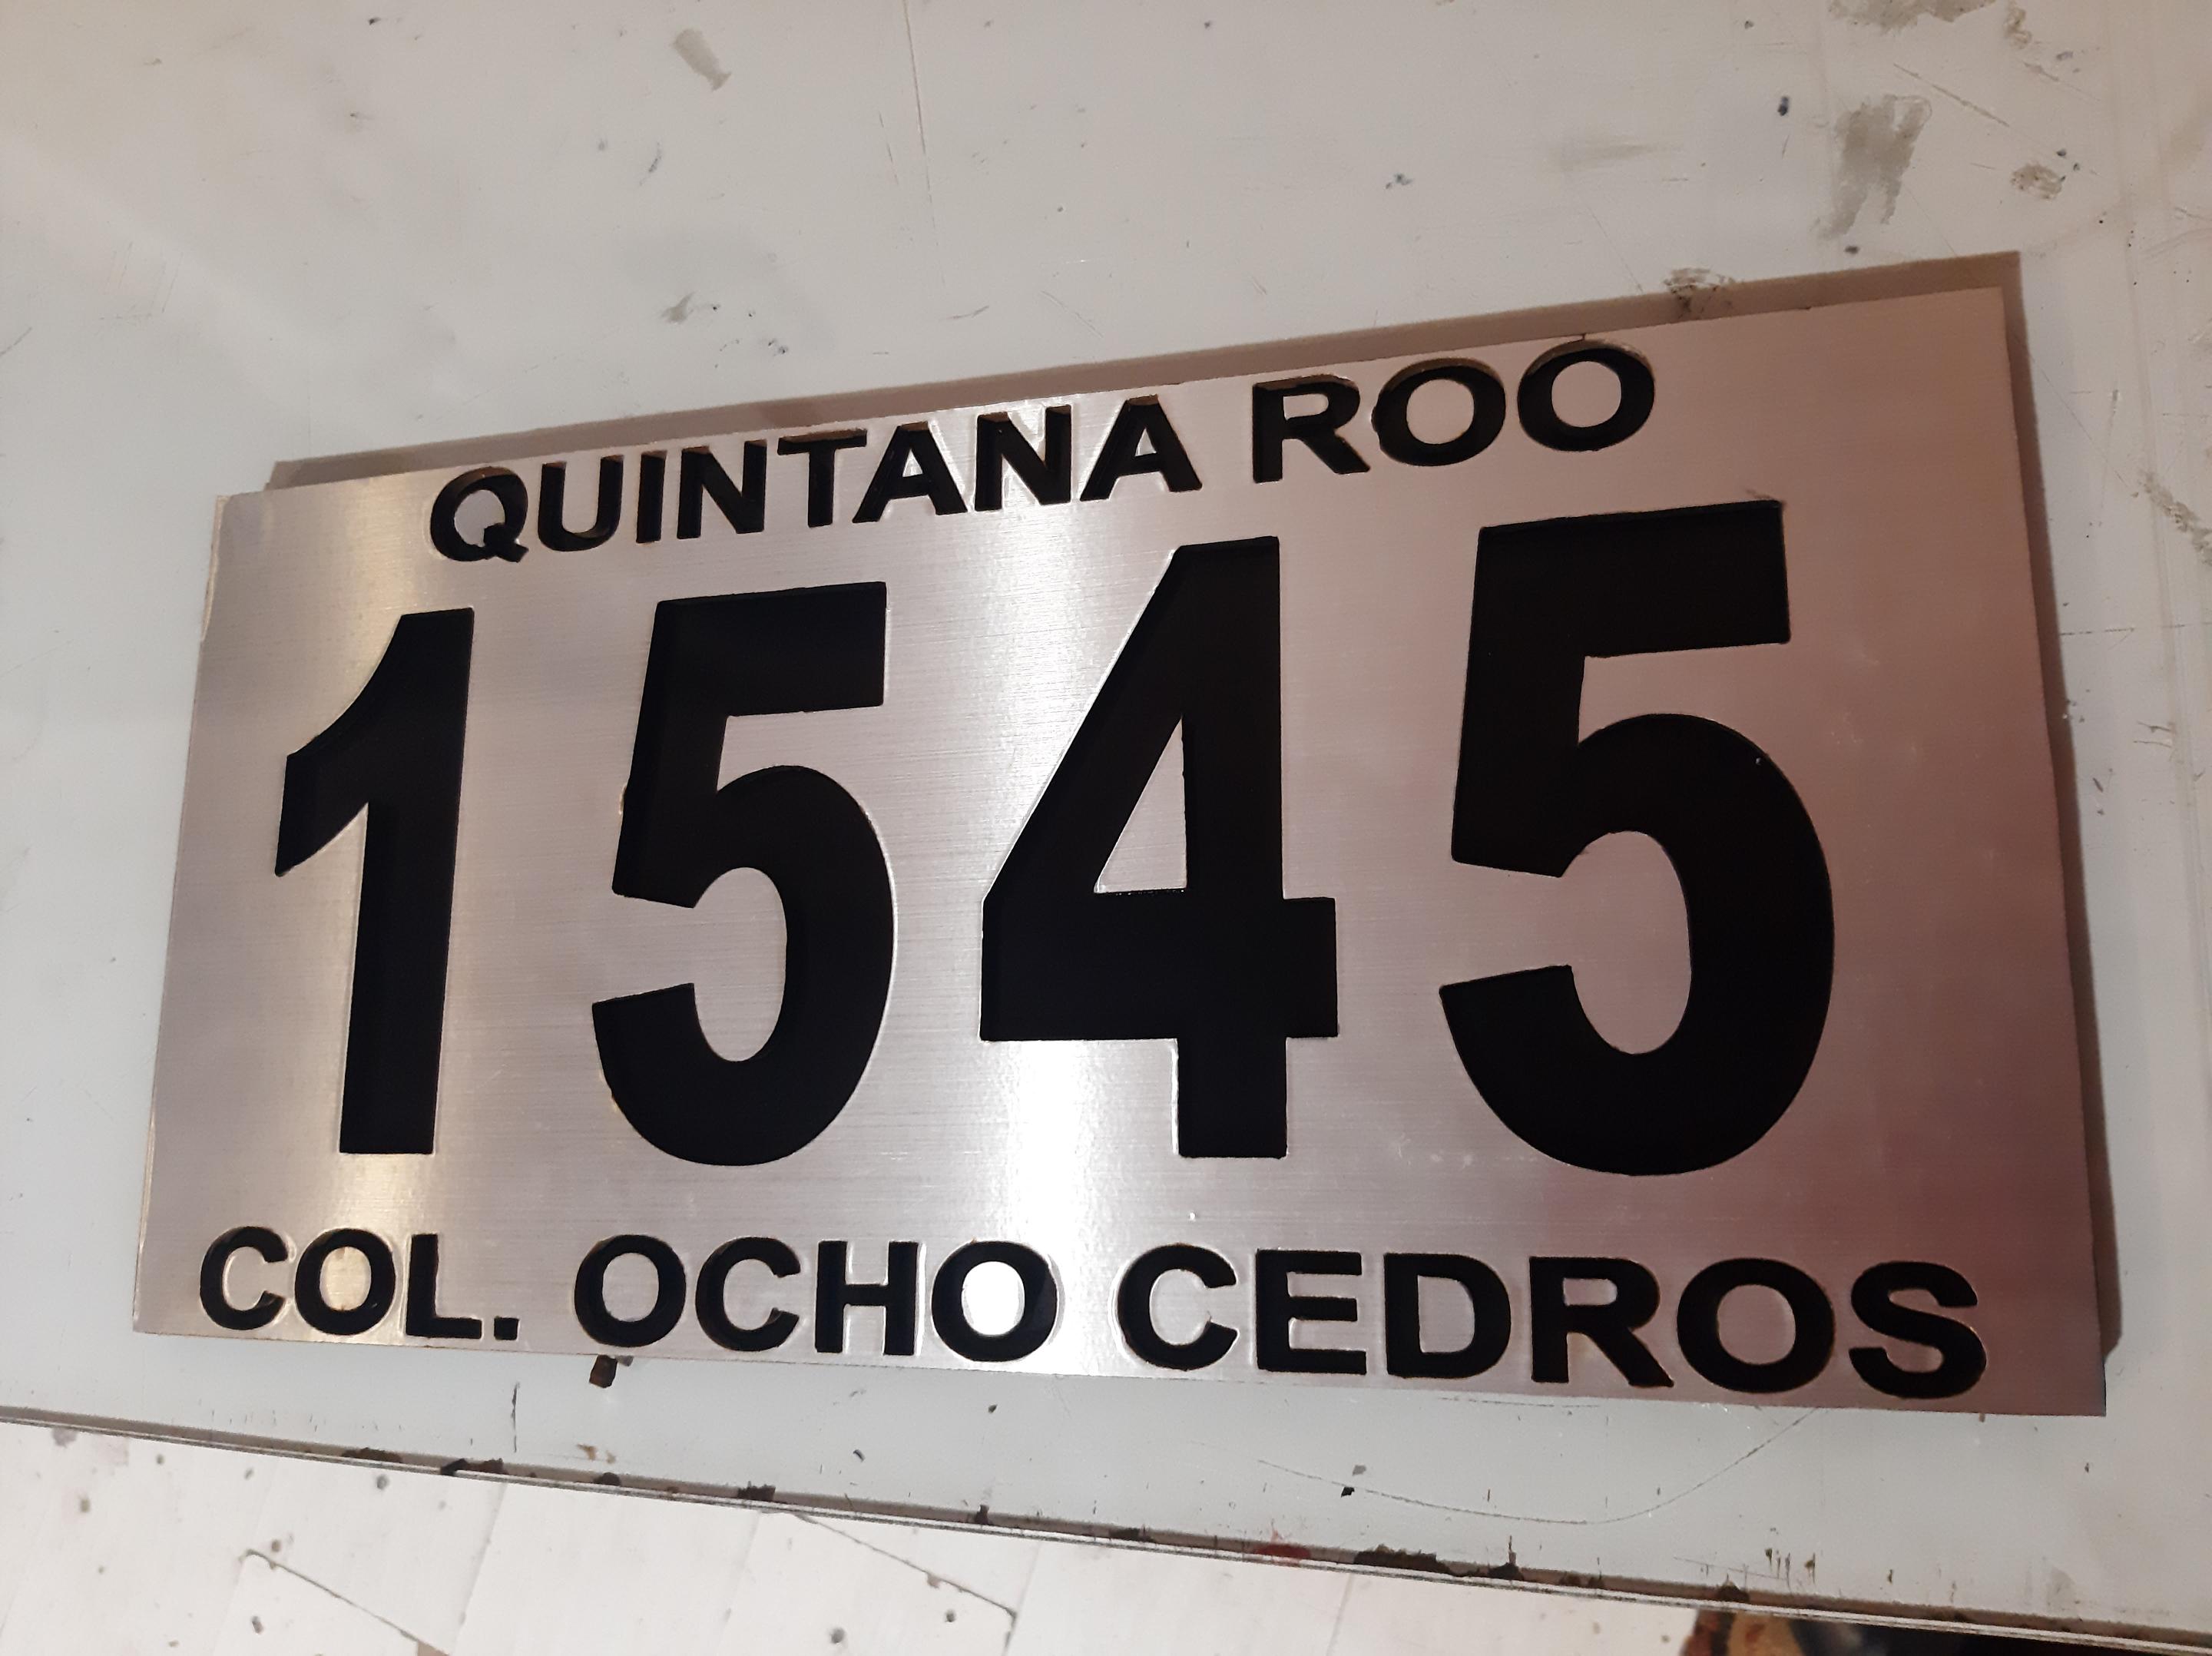 QUINTANA ROO
1545
COL. OCHO CEDROS